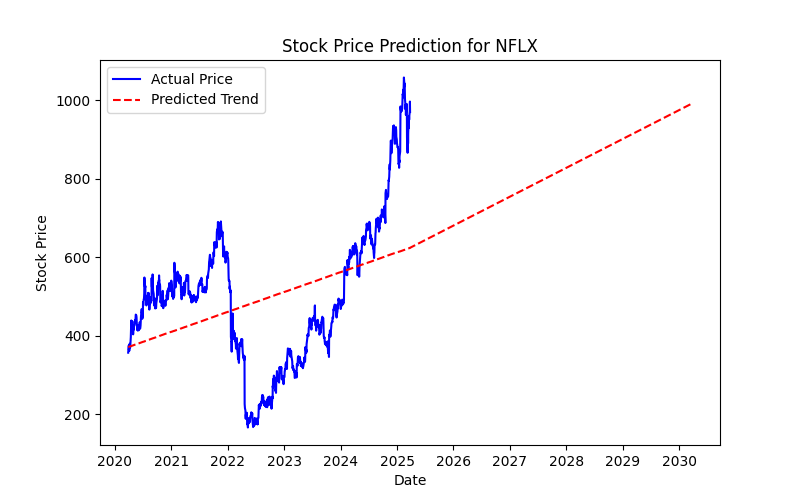 Stock Price Prediction for NFLX
Actual Price
Predicted Trend
1000
800
600
400
200
Stock Price
2020 2021 2022 2023 2024 2025 2026 2027 2028 2029 2030
Date